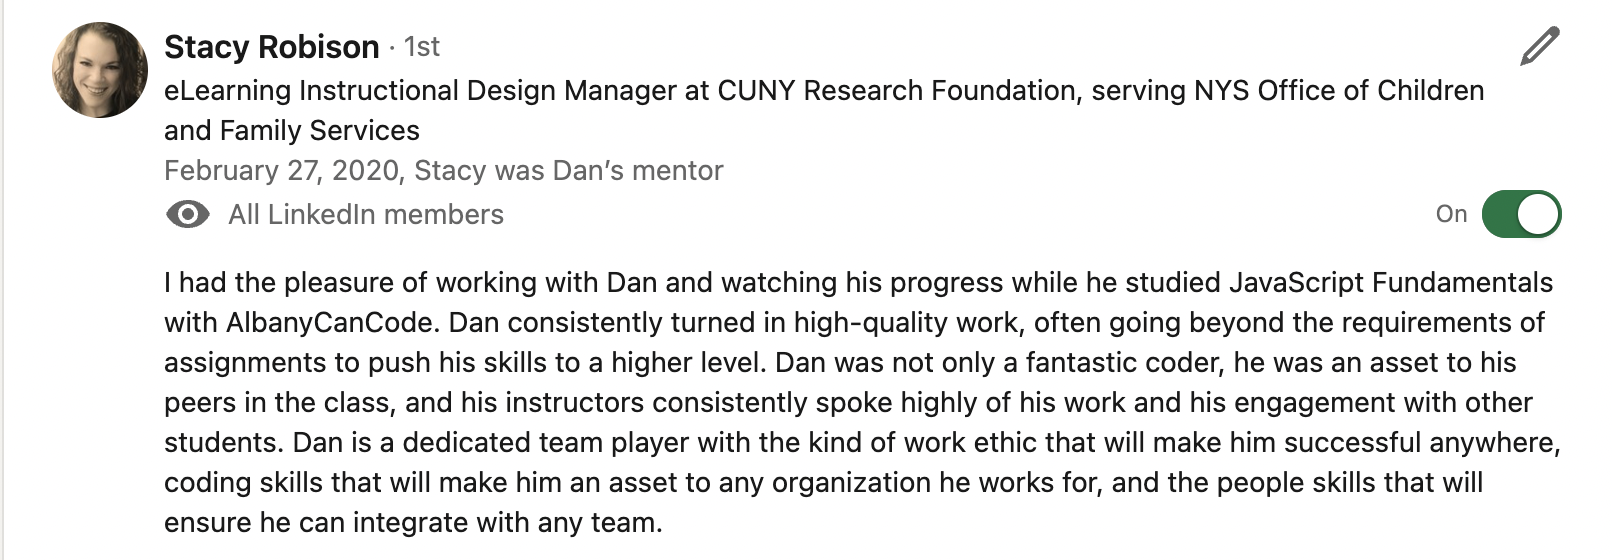 Stacy Robison · 1st
eLearning Instructional Design Manager at CUNY Research Foundation, serving NYS Office of Children
and Family Services
February 27, 2020, Stacy was Dan’s mentor
All LinkedIn members
On
I had the pleasure of working with Dan and watching his progress while he studied JavaScript Fundamentals
with AlbanyCanCode. Dan consistently turned in high-quality work, often going beyond the requirements of
assignments to push his skills to a higher level. Dan was not only a fantastic coder, he was an asset to his
peers in the class, and his instructors consistently spoke highly of his work and his engagement with other
students. Dan is a dedicated team player with the kind of work ethic that will make him successful anywhere,
coding skills that will make him an asset to any organization he works for, and the people skills that will
ensure he can integrate with any team.